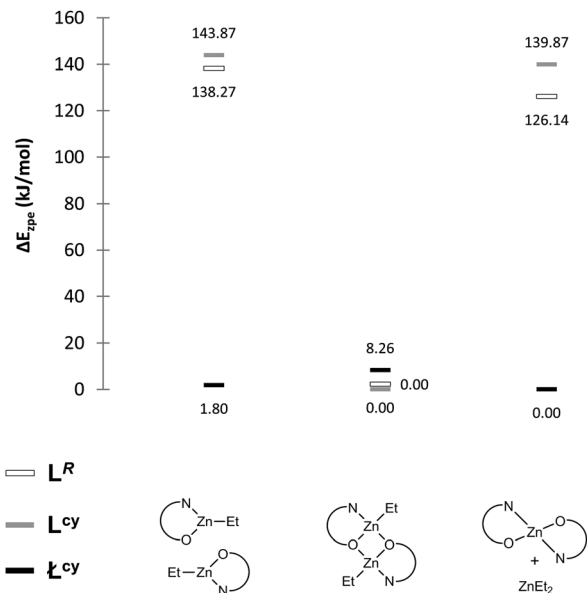 160
143.87
139.87
140
138.27
126.14
120
100
ΔEzpe (kJ/mol)
80
60
40
20
8.26
0.00
0
1.80
0.00
0.00
L^R
L^cy
Ł^cy
N
Zn–Et
O
O
Et–Zn
N
N
Et
Zn
O
O
Zn
Et
N
N
O
Zn
O
N
+
ZnEt₂